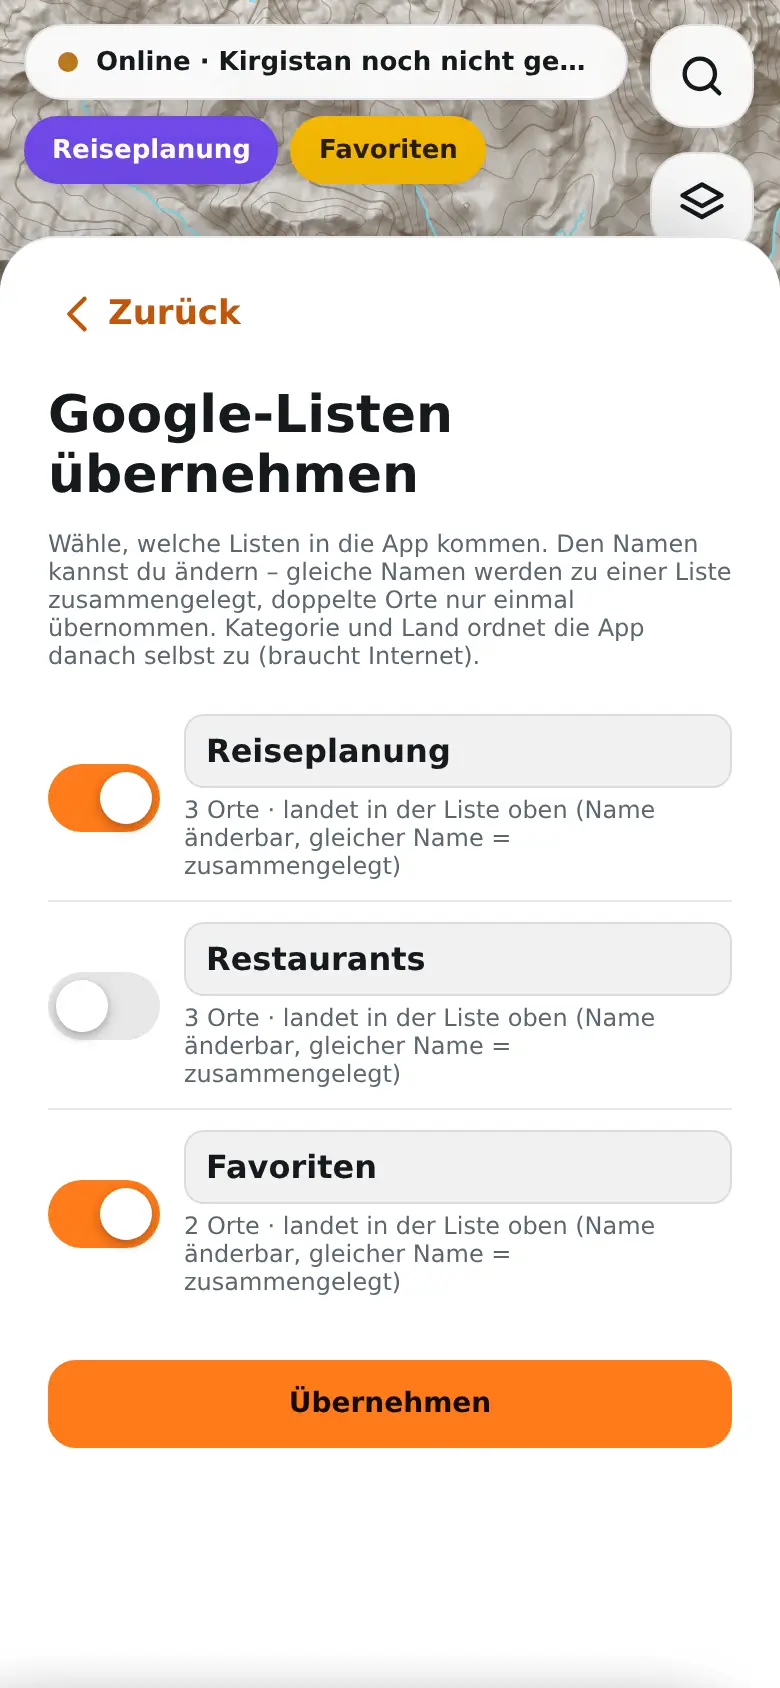 Online · Kirgistan noch nicht ge...
Reiseplanung
Favoriten
Zurück
Google-Listen
übernehmen
Wähle, welche Listen in die App kommen. Den Namen
kannst du ändern – gleiche Namen werden zu einer Liste
zusammengelegt, doppelte Orte nur einmal
übernommen. Kategorie und Land ordnet die App
danach selbst zu (braucht Internet).
Reiseplanung
3 Orte · landet in der Liste oben (Name
änderbar, gleicher Name =
zusammengelegt)
Restaurants
3 Orte · landet in der Liste oben (Name
änderbar, gleicher Name =
zusammengelegt)
Favoriten
2 Orte · landet in der Liste oben (Name
änderbar, gleicher Name =
zusammengelegt)
Übernehmen